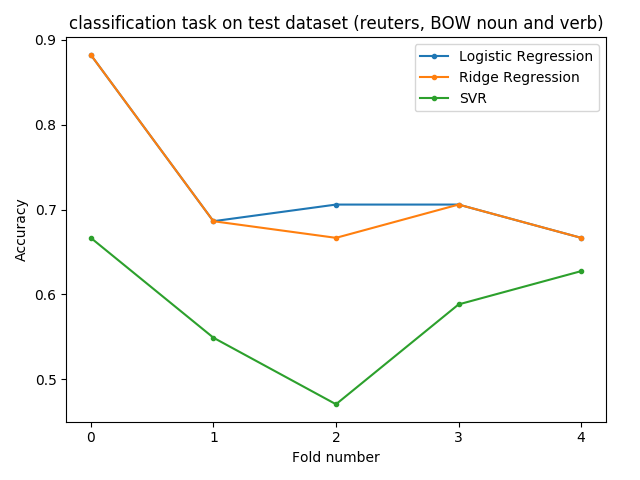 classification task on test dataset (reuters, BOW noun and verb)
Logistic Regression
Ridge Regression
SVR
0.9
0.8
0.7
0.6
0.5
Accuracy
0
1
2
3
4
Fold number